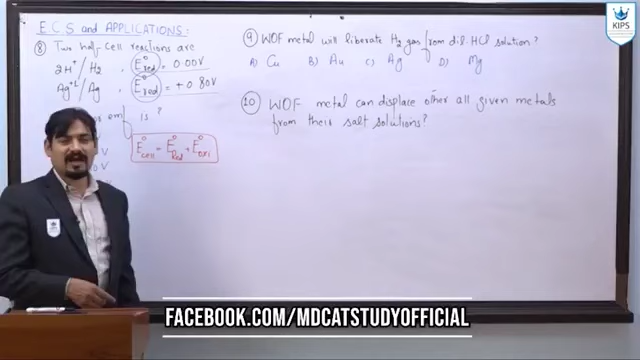 E.C.S and APPLICATIONS:
⑧ Two half-cell reactions are
2H⁺/H₂ , E°red = 0.00V
Ag⁺¹/Ag , E°red = +0.80V
emf is ?
E°cell = E°Red + E°oxi
V
V
⑨ WOF metal will liberate H₂ gas from dil. HCl solution?
A) Cu B) Au C) Ag D) Mg
⑩ WOF metal can displace other all given metals
from their salt solutions?
KIPS
FACEBOOK.COM/MDCATSTUDYOFFICIAL